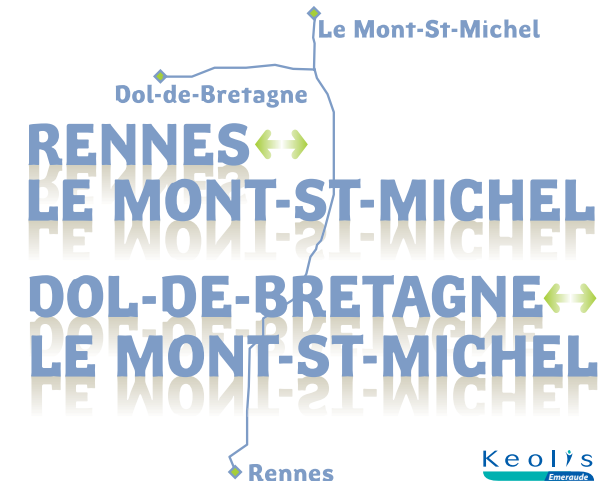 Le Mont-St-Michel
Dol-de-Bretagne
RENNES
LE MONT-ST-MICHEL
DOL-DE-BRETAGNE
LE MONT-ST-MICHEL
Rennes
Keolis
Emeraude